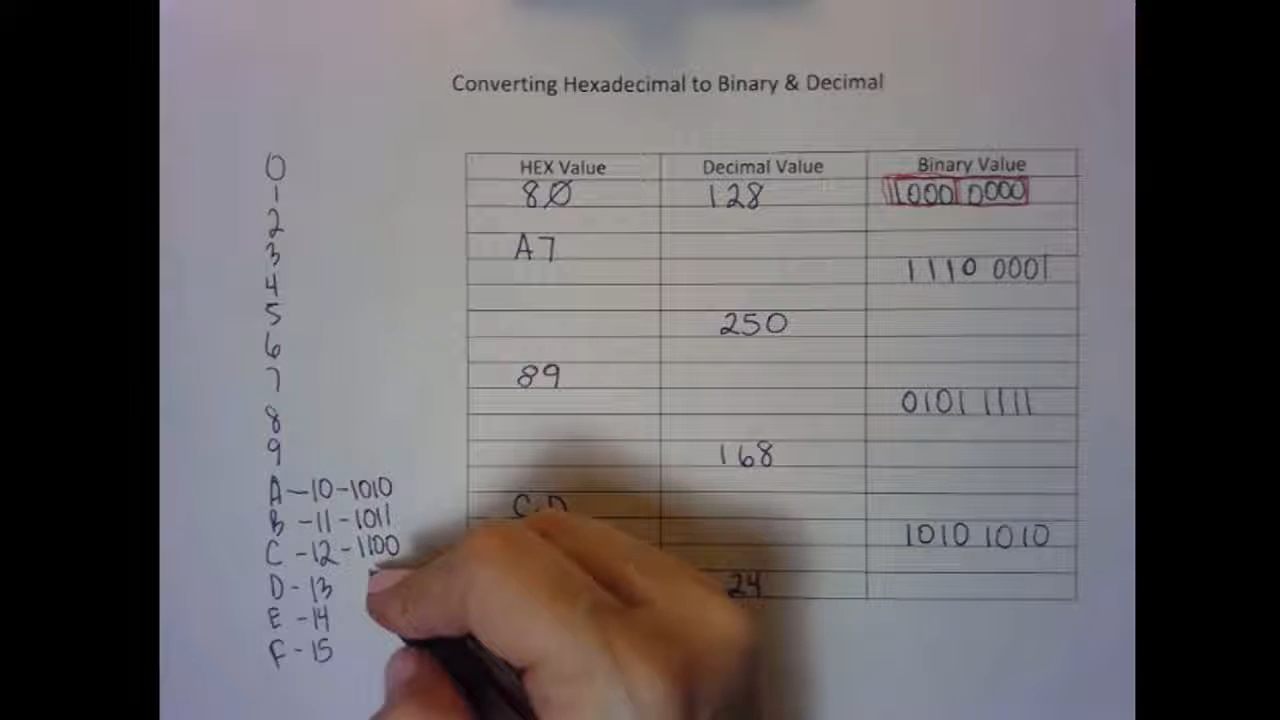 Converting Hexadecimal to Binary & Decimal
HEX Value Decimal Value Binary Value
80 128 1000 0000
A7
1110 0001
250
89
0101 1111
168
CD
1010 1010
24
0
1
2
3
4
5
6
7
8
9
A-10-1010
B-11-1011
C-12-1100
D-13
E-14
F-15